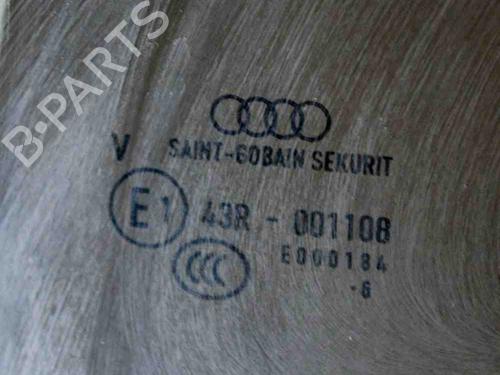 B-PARTS
SAINT-GOBAIN SEKURIT
V
E1 43R - 001108
E000184
CCC
-6